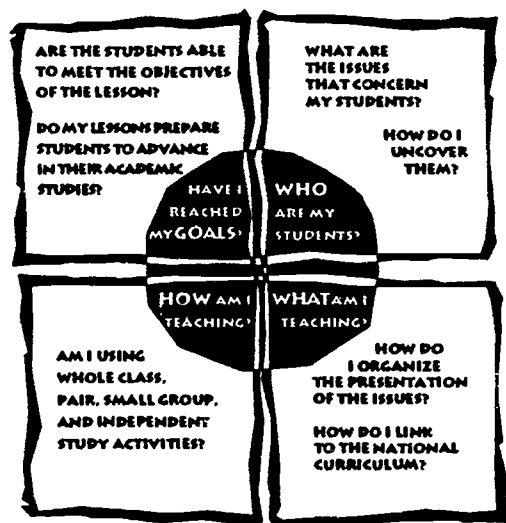 ARE THE STUDENTS ABLE
TO MEET THE OBJECTIVES
OF THE LESSON?
DO MY LESSONS PREPARE
STUDENTS TO ADVANCE
IN THEIR ACADEMIC
STUDIES?
HAVE I
REACHED
MY GOALS?
WHAT ARE
THE ISSUES
THAT CONCERN
MY STUDENTS?
HOW DO I
UNCOVER
THEM?
WHO
ARE MY
STUDENTS?
HOW AM I
TEACHING?
AM I USING
WHOLE CLASS,
PAIR, SMALL GROUP,
AND INDEPENDENT
STUDY ACTIVITIES?
WHAT AM I
TEACHING?
HOW DO
I ORGANIZE
THE PRESENTATION
OF THE ISSUES?
HOW DO I LINK
TO THE NATIONAL
CURRICULUM?